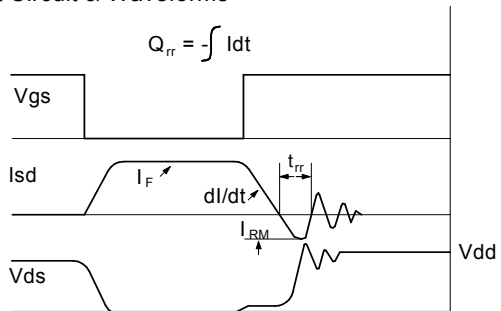 Circuit & Waveforms
Q_rr = -∫ Idt
Vgs
Isd
I_F
dI/dt
t_rr
I_RM
Vdd
Vds